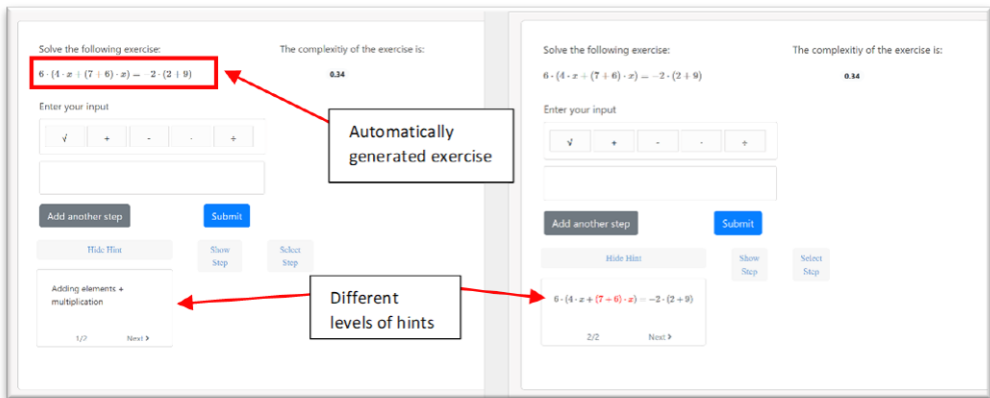 Solve the following exercise:
The complexitiy of the exercise is:
6 · (4 · x + (7 + 6) · x) = −2 · (2 + 9)
0.34
Enter your input
√ + - · ÷
Add another step
Submit
Hide Hint
Show
Step
Select
Step
Adding elements +
multiplication
1/2 Next >
Automatically
generated exercise
Different
levels of hints
Solve the following exercise:
The complexitiy of the exercise is:
6 · (4 · x + (7 + 6) · x) = −2 · (2 + 9)
0.34
Enter your input
√ + - · ÷
Add another step
Submit
Hide Hint
Show
Step
Select
Step
6 · (4 · x + (7 + 6) · x) = −2 · (2 + 9)
2/2 Next >